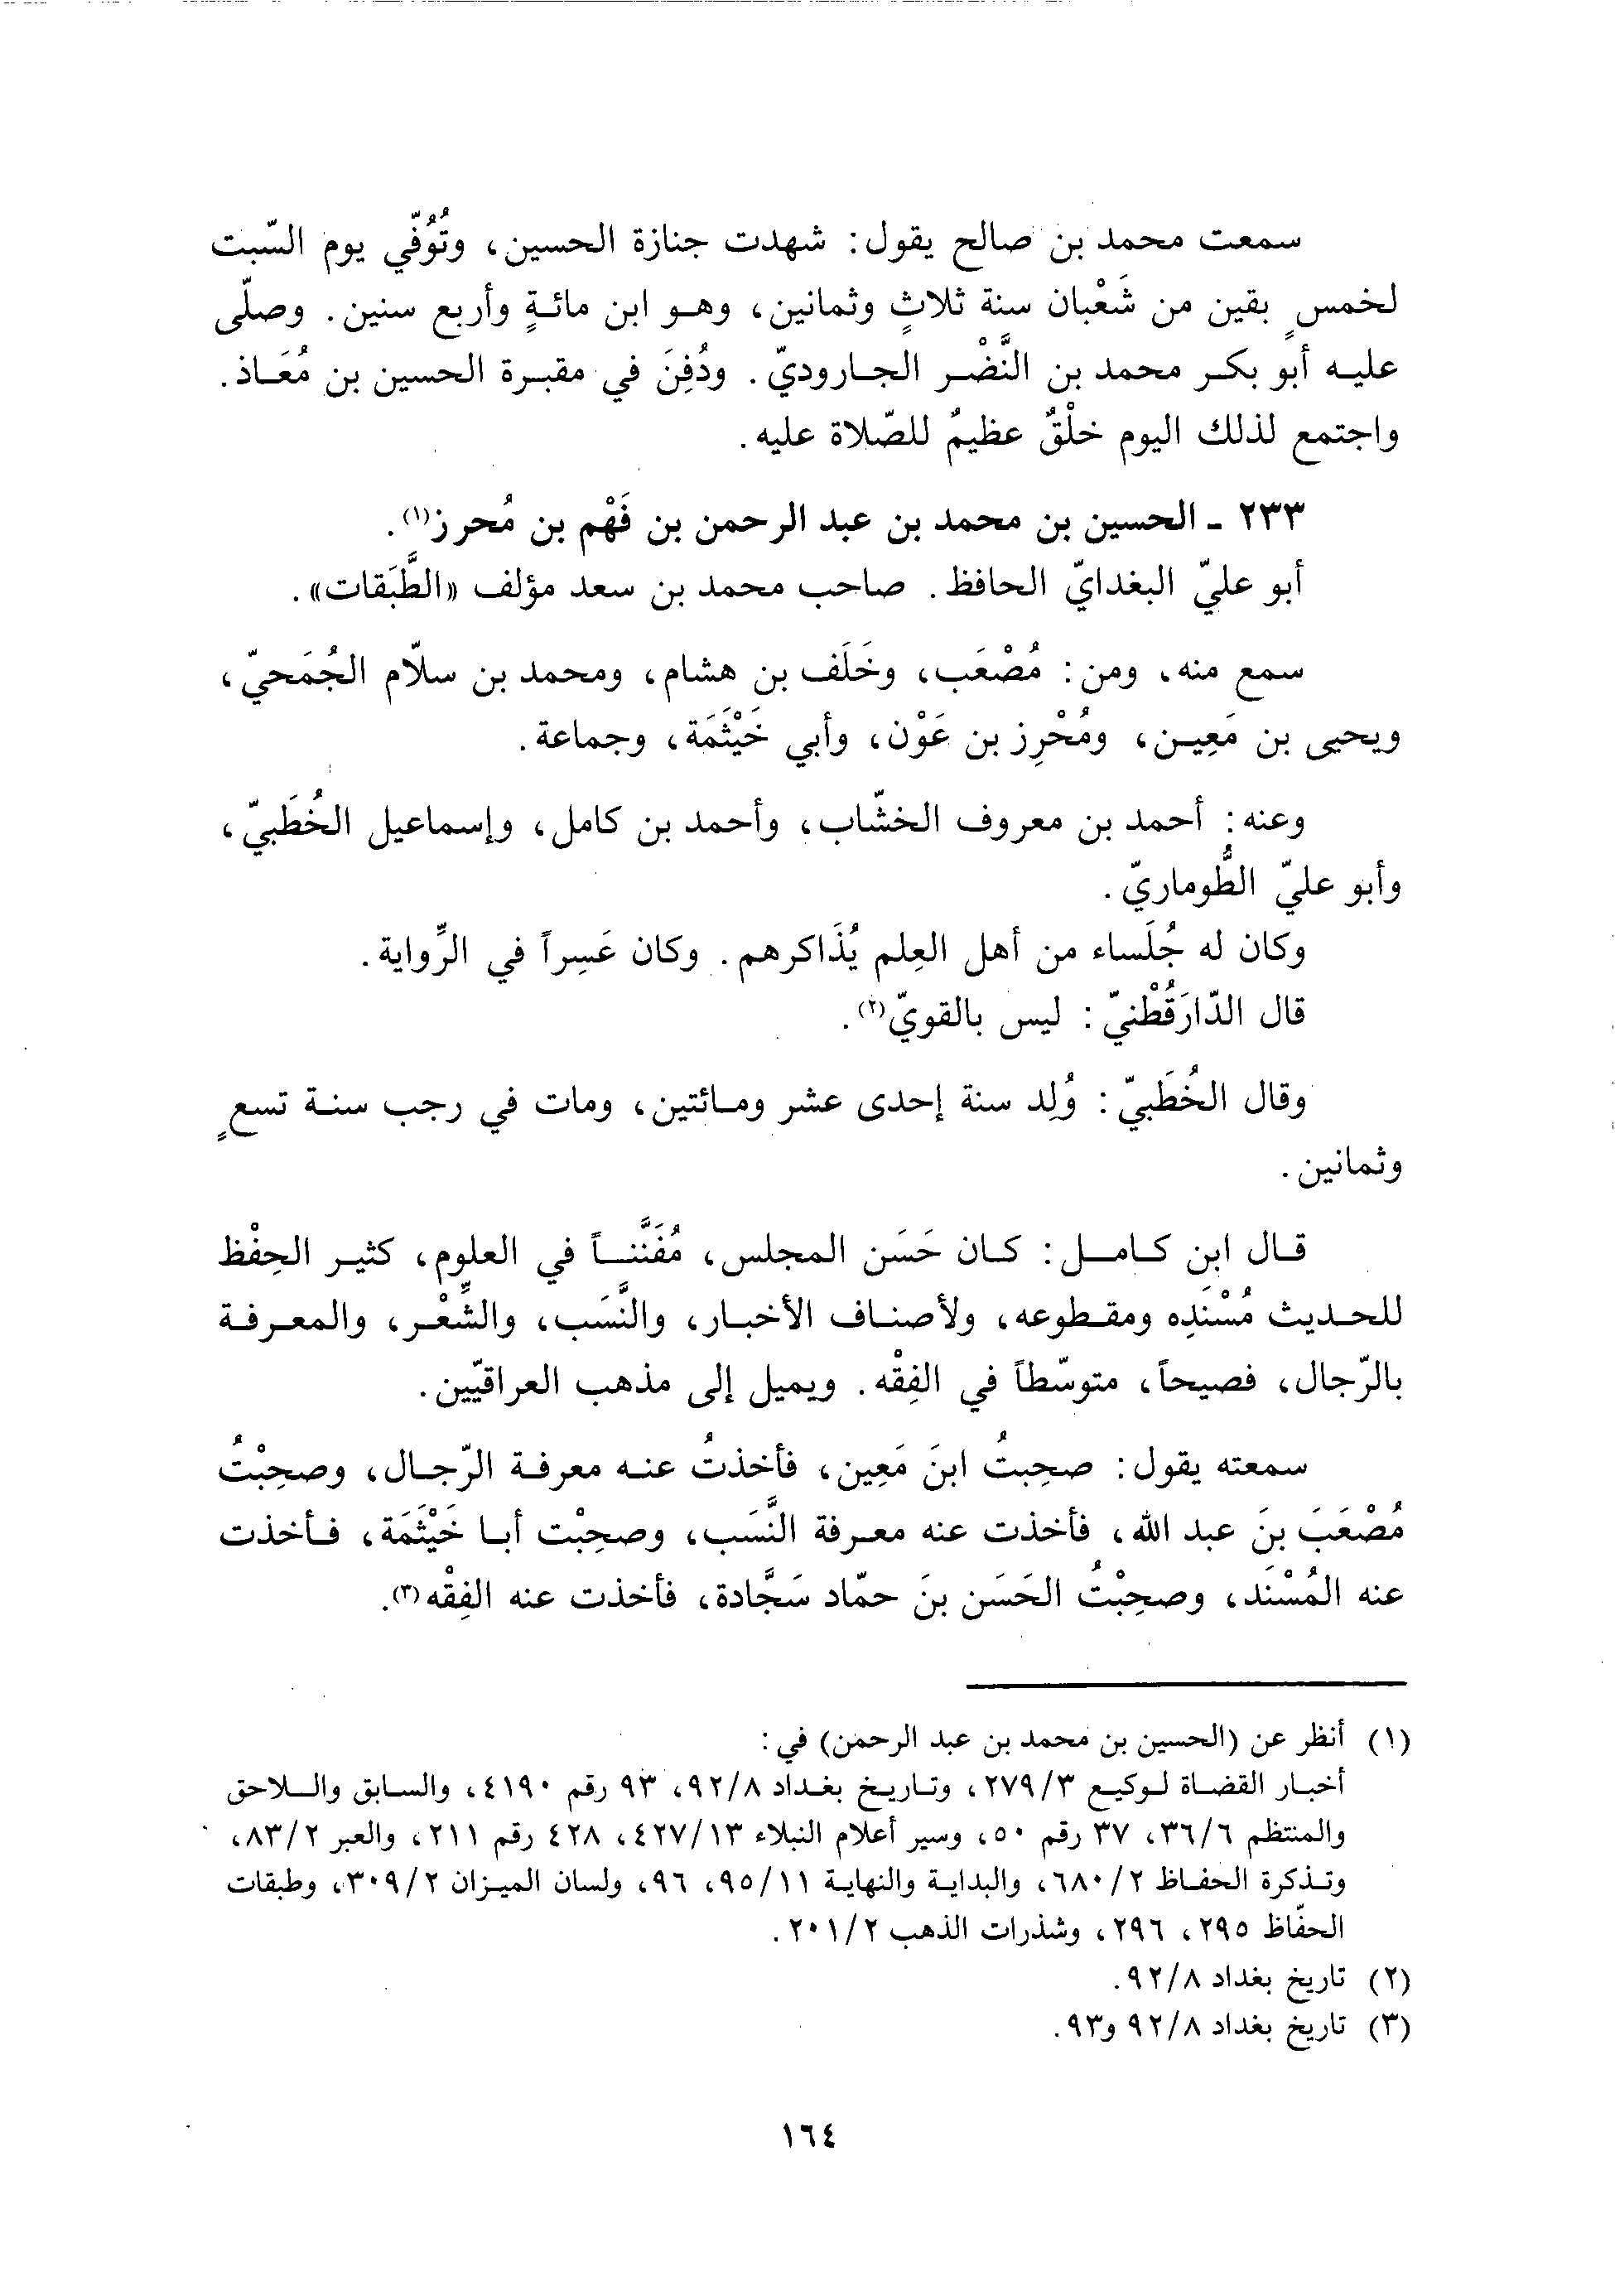 سمعت محمد بن صالح يقول: شهدت جنازة الحسين، وتُوُفّي يوم السّبت
لخمسٍ بقين من شَعْبان سنة ثلاثٍ وثمانين، وهو ابن مائةٍ وأربع سنين. وصلّى
عليه أبو بكر محمد بن النَّضْر الجاروديّ. ودُفِنَ في مقبرة الحسين بن مُعَاذ.
واجتمع لذلك اليوم خلْقٌ عظيمٌ للصّلاة عليه.
٢٣٣ - الحسين بن محمد بن عبد الرحمن بن فَهْم بن مُحرز(١).
أبو عليّ البغدايّ الحافظ. صاحب محمد بن سعد مؤلف «الطَّبَقات».
سمع منه، ومن: مُصْعَب، وخَلَف بن هشام، ومحمد بن سلّام الجُمَحيّ،
ويحيى بن مَعِين، ومُحْرِز بن عَوْن، وأبي خَيْثَمَة، وجماعة.
وعنه: أحمد بن معروف الخشّاب، وأحمد بن كامل، وإسماعيل الخُطَبيّ،
وأبو عليّ الطُّوماريّ.
وكان له جُلَساء من أهل العِلم يُذَاكرهم. وكان عَسِراً في الرِّواية.
قال الدّارَقُطْنيّ: ليس بالقويّ(٢).
وقال الخُطَبيّ: وُلِد سنة إحدى عشر ومائتين، ومات في رجب سنة تسعٍ
وثمانين.
قال ابن كامل: كان حَسَن المجلس، مُفَنَّناً في العلوم، كثير الحِفْظ
للحديث مُسْنَدِه ومقطوعه، ولأصناف الأخبار، والنَّسَب، والشِّعْر، والمعرفة
بالرّجال، فصيحاً، متوسّطاً في الفِقْه. ويميل إلى مذهب العراقيّين.
سمعته يقول: صحِبتُ ابنَ مَعِين، فأخذتُ عنه معرفة الرّجال، وصحِبْتُ
مُصْعَبَ بنَ عبد الله، فأخذت عنه معرفة النَّسَب، وصحِبْت أبا خَيْثَمَة، فأخذت
عنه المُسْنَد، وصحِبْتُ الحَسَن بنَ حمّاد سَجَّادة، فأخذت عنه الفِقْه(٣).
(١) أنظر عن (الحسين بن محمد بن عبد الرحمن) في:
أخبار القضاة لوكيع ٢٧٩/٣، وتاريخ بغداد ٩٢/٨، ٩٣ رقم ٤١٩٠، والسابق واللاحق
والمنتظم ٣٦/٦، ٣٧ رقم ٥٠، وسير أعلام النبلاء ٤٢٧/١٣، ٤٢٨ رقم ٢١١، والعبر ٨٣/٢،
وتذكرة الحفاظ ٦٨٠/٢، والبداية والنهاية ٩٥/١١، ٩٦، ولسان الميزان ٣٠٩/٢، وطبقات
الحفّاظ ٢٩٥، ٢٩٦، وشذرات الذهب ٢٠١/٢.
(٢) تاريخ بغداد ٩٢/٨.
(٣) تاريخ بغداد ٩٢/٨ و٩٣.
١٦٤